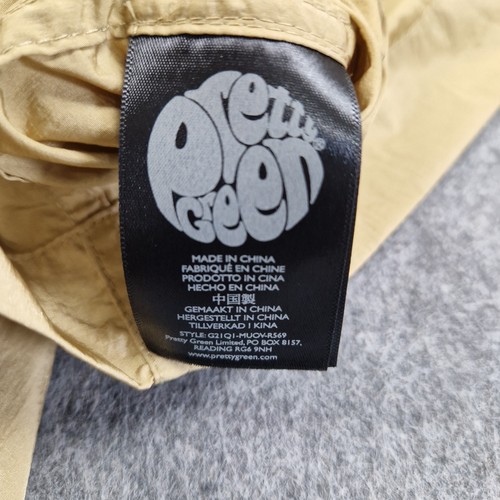 pretty
green
MADE IN CHINA
FABRIQUÉ EN CHINE
PRODOTTO IN CINA
HECHO EN CHINA
中国製
GEMAAKT IN CHINA
HERGESTELLT IN CHINA
TILLVERKAD I KINA
STYLE: G21Q1-MUOV-R569
Pretty Green Limited, PO BOX 8157,
READING RG6 9NH
www.prettygreen.com